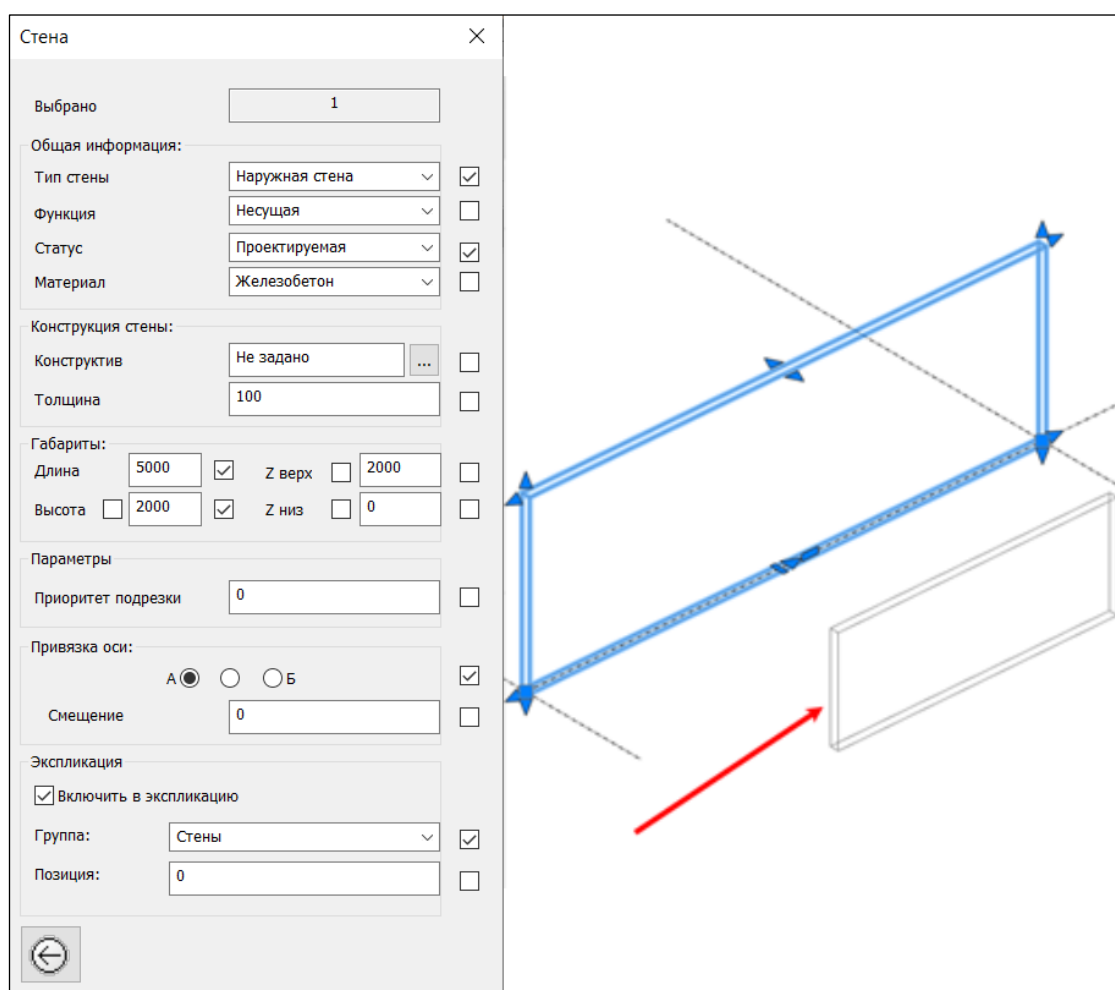 Стена
Выбрано 1
Общая информация:
Тип стены Наружная стена
Функция Несущая
Статус Проектируемая
Материал Железобетон
Конструкция стены:
Конструктив Не задано ...
Толщина 100
Габариты:
Длина 5000 Z верх 2000
Высота 2000 Z низ 0
Параметры
Приоритет подрезки 0
Привязка оси:
А Б
Смещение 0
Экспликация
Включить в экспликацию
Группа: Стены
Позиция: 0